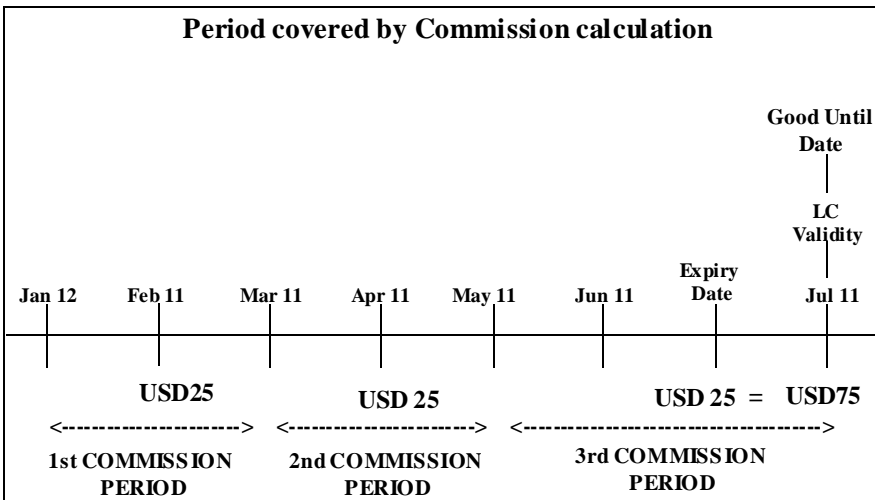 Period covered by Commission calculation
Good Until
Date
LC
Validity
Expiry
Date
Jan 12 Feb 11 Mar 11 Apr 11 May 11 Jun 11 Jul 11
USD25 USD 25 USD 25 = USD75
<-----------------------> <-----------------------> <--------------------------------------->
1st COMMISSION
PERIOD
2nd COMMISSION
PERIOD
3rd COMMISSION
PERIOD